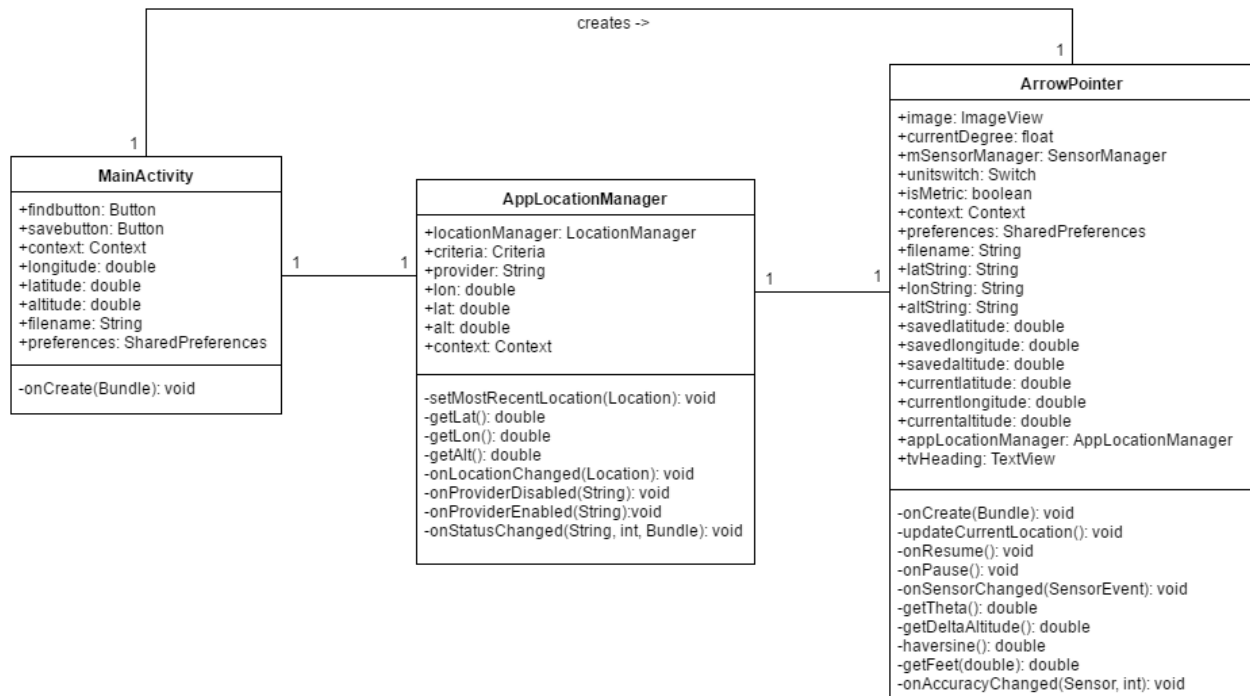 creates ->
1
1
MainActivity
+findbutton: Button
+savebutton: Button
+context: Context
+longitude: double
+latitude: double
+altitude: double
+filename: String
+preferences: SharedPreferences
-onCreate(Bundle): void
1
1
AppLocationManager
+locationManager: LocationManager
+criteria: Criteria
+provider: String
+lon: double
+lat: double
+alt: double
+context: Context
-setMostRecentLocation(Location): void
-getLat(): double
-getLon(): double
-getAlt(): double
-onLocationChanged(Location): void
-onProviderDisabled(String): void
-onProviderEnabled(String):void
-onStatusChanged(String, int, Bundle): void
1
1
ArrowPointer
+image: ImageView
+currentDegree: float
+mSensorManager: SensorManager
+unitswitch: Switch
+isMetric: boolean
+context: Context
+preferences: SharedPreferences
+filename: String
+latString: String
+lonString: String
+altString: String
+savedlatitude: double
+savedlongitude: double
+savedaltitude: double
+currentlatitude: double
+currentlongitude: double
+currentaltitude: double
+appLocationManager: AppLocationManager
+tvHeading: TextView
-onCreate(Bundle): void
-updateCurrentLocation(): void
-onResume(): void
-onPause(): void
-onSensorChanged(SensorEvent): void
-getTheta(): double
-getDeltaAltitude(): double
-haversine(): double
-getFeet(double): double
-onAccuracyChanged(Sensor, int): void